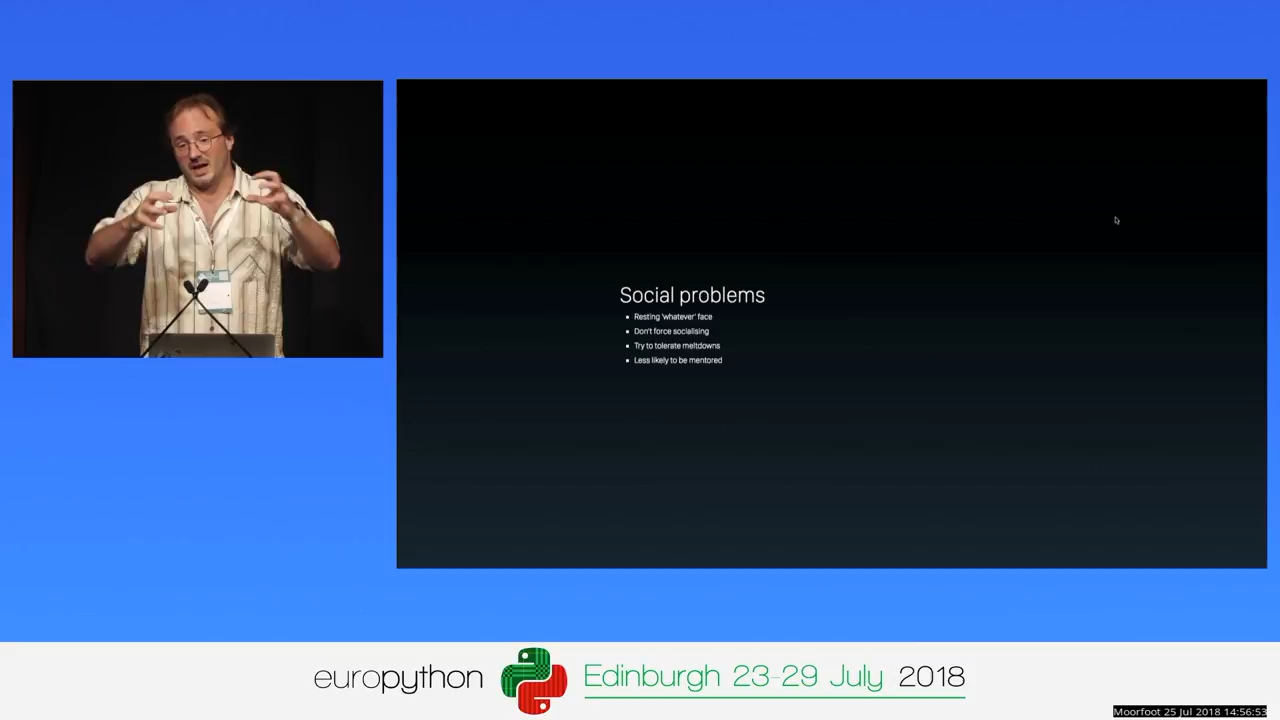 Social problems
Resting 'whatever' face
Don't force socialising
Try to tolerate meltdowns
Less likely to be mentored
europython Edinburgh 23-29 July 2018
Moorfoot 25 Jul 2018 14:56:53